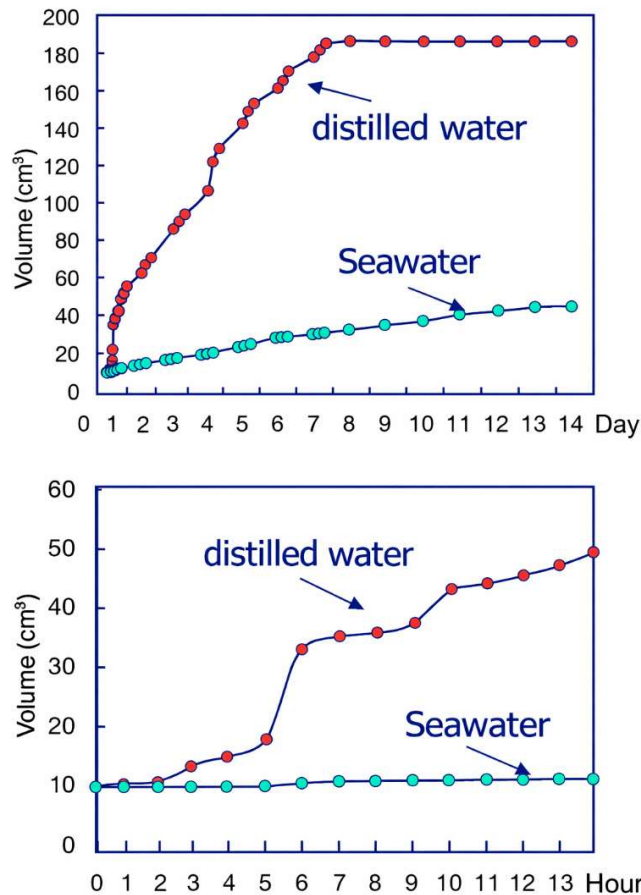 200
180
160
140
120
100
80
60
40
20
0
Volume (cm³)
distilled water
Seawater
0 1 2 3 4 5 6 7 8 9 10 11 12 13 14 Day
60
50
40
30
20
10
0
Volume (cm³)
distilled water
Seawater
0 1 2 3 4 5 6 7 8 9 10 11 12 13 Hour